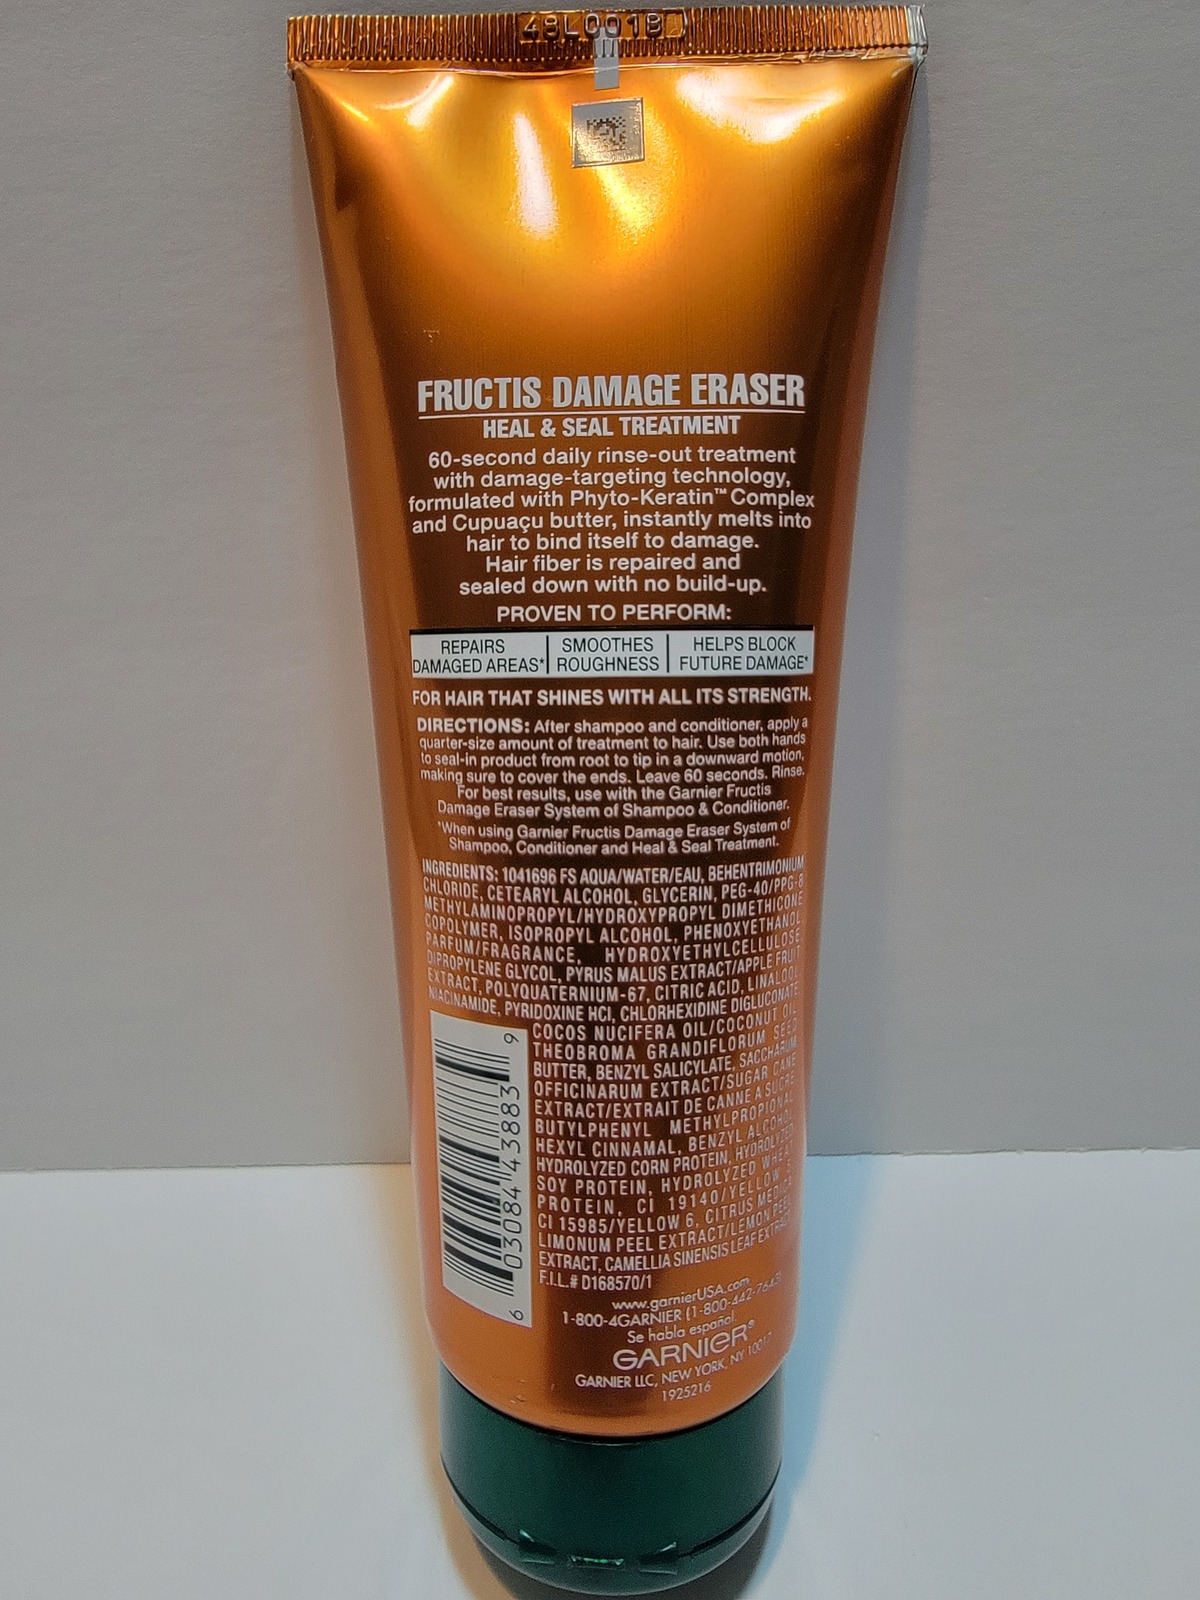 48L001B
FRUCTIS DAMAGE ERASER
HEAL & SEAL TREATMENT
60-second daily rinse-out treatment
with damage-targeting technology,
formulated with Phyto-Keratin™ Complex
and Cupuaçu butter, instantly melts into
hair to bind itself to damage.
Hair fiber is repaired and
sealed down with no build-up.
PROVEN TO PERFORM:
REPAIRS DAMAGED AREAS*
SMOOTHES ROUGHNESS
HELPS BLOCK FUTURE DAMAGE*
FOR HAIR THAT SHINES WITH ALL ITS STRENGTH.
DIRECTIONS: After shampoo and conditioner, apply a
quarter-size amount of treatment to hair. Use both hands
to seal-in product from root to tip in a downward motion,
making sure to cover the ends. Leave 60 seconds. Rinse.
For best results, use with the Garnier Fructis
Damage Eraser System of Shampoo & Conditioner.
*When using Garnier Fructis Damage Eraser System of
Shampoo, Conditioner and Heal & Seal Treatment.
INGREDIENTS: 1041696 FS AQUA/WATER/EAU, BEHENTRIMONIUM
CHLORIDE, CETEARYL ALCOHOL, GLYCERIN, PEG-40/PPG-8
METHYLAMINOPROPYL/HYDROXYPROPYL DIMETHICONE
COPOLYMER, ISOPROPYL ALCOHOL, PHENOXYETHANOL,
PARFUM/FRAGRANCE, HYDROXYETHYLCELLULOSE
DIPROPYLENE GLYCOL, PYRUS MALUS EXTRACT/APPLE FRUIT
EXTRACT, POLYQUATERNIUM-67, CITRIC ACID, LINALOOL
NIACINAMIDE, PYRIDOXINE HCI, CHLORHEXIDINE DIGLUCONATE
COCOS NUCIFERA OIL/COCONUT OIL
THEOBROMA GRANDIFLORUM SEED
BUTTER, BENZYL SALICYLATE, SACCHARUM
OFFICINARUM EXTRACT/SUGAR CANE
EXTRACT/EXTRAIT DE CANNE A SUCRE
BUTYLPHENYL METHYLPROPIONAL
HEXYL CINNAMAL, BENZYL ALCOHOL
HYDROLYZED CORN PROTEIN, HYDROLYZED
SOY PROTEIN, HYDROLYZED WHEAT
PROTEIN, CI 19140/YELLOW 5
CI 15985/YELLOW 6, CITRUS MEDICA
LIMONUM PEEL EXTRACT/LEMON PEEL
EXTRACT, CAMELLIA SINENSIS LEAF EXTRACT
F.I.L.# D168570/1
6 03084 43883 9
www.garnierUSA.com
1-800-4GARNIER (1-800-442-7643)
Se habla español.
GARNIER®
GARNIER LLC, NEW YORK, NY 10017
1925216